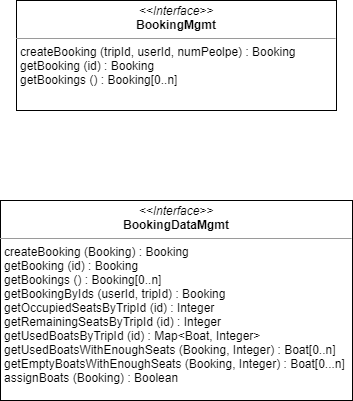 <<Interface>>
BookingMgmt
createBooking (tripId, userId, numPeolpe) : Booking
getBooking (id) : Booking
getBookings () : Booking[0..n]
<<Interface>>
BookingDataMgmt
createBooking (Booking) : Booking
getBooking (id) : Booking
getBookings () : Booking[0..n]
getBookingByIds (userId, tripId) : Booking
getOccupiedSeatsByTripId (id) : Integer
getRemainingSeatsByTripId (id) : Integer
getUsedBoatsByTripId (id) : Map<Boat, Integer>
getUsedBoatsWithEnoughSeats (Booking, Integer) : Boat[0..n]
getEmptyBoatsWithEnoughSeats (Booking, Integer) : Boat[0...n]
assignBoats (Booking) : Boolean